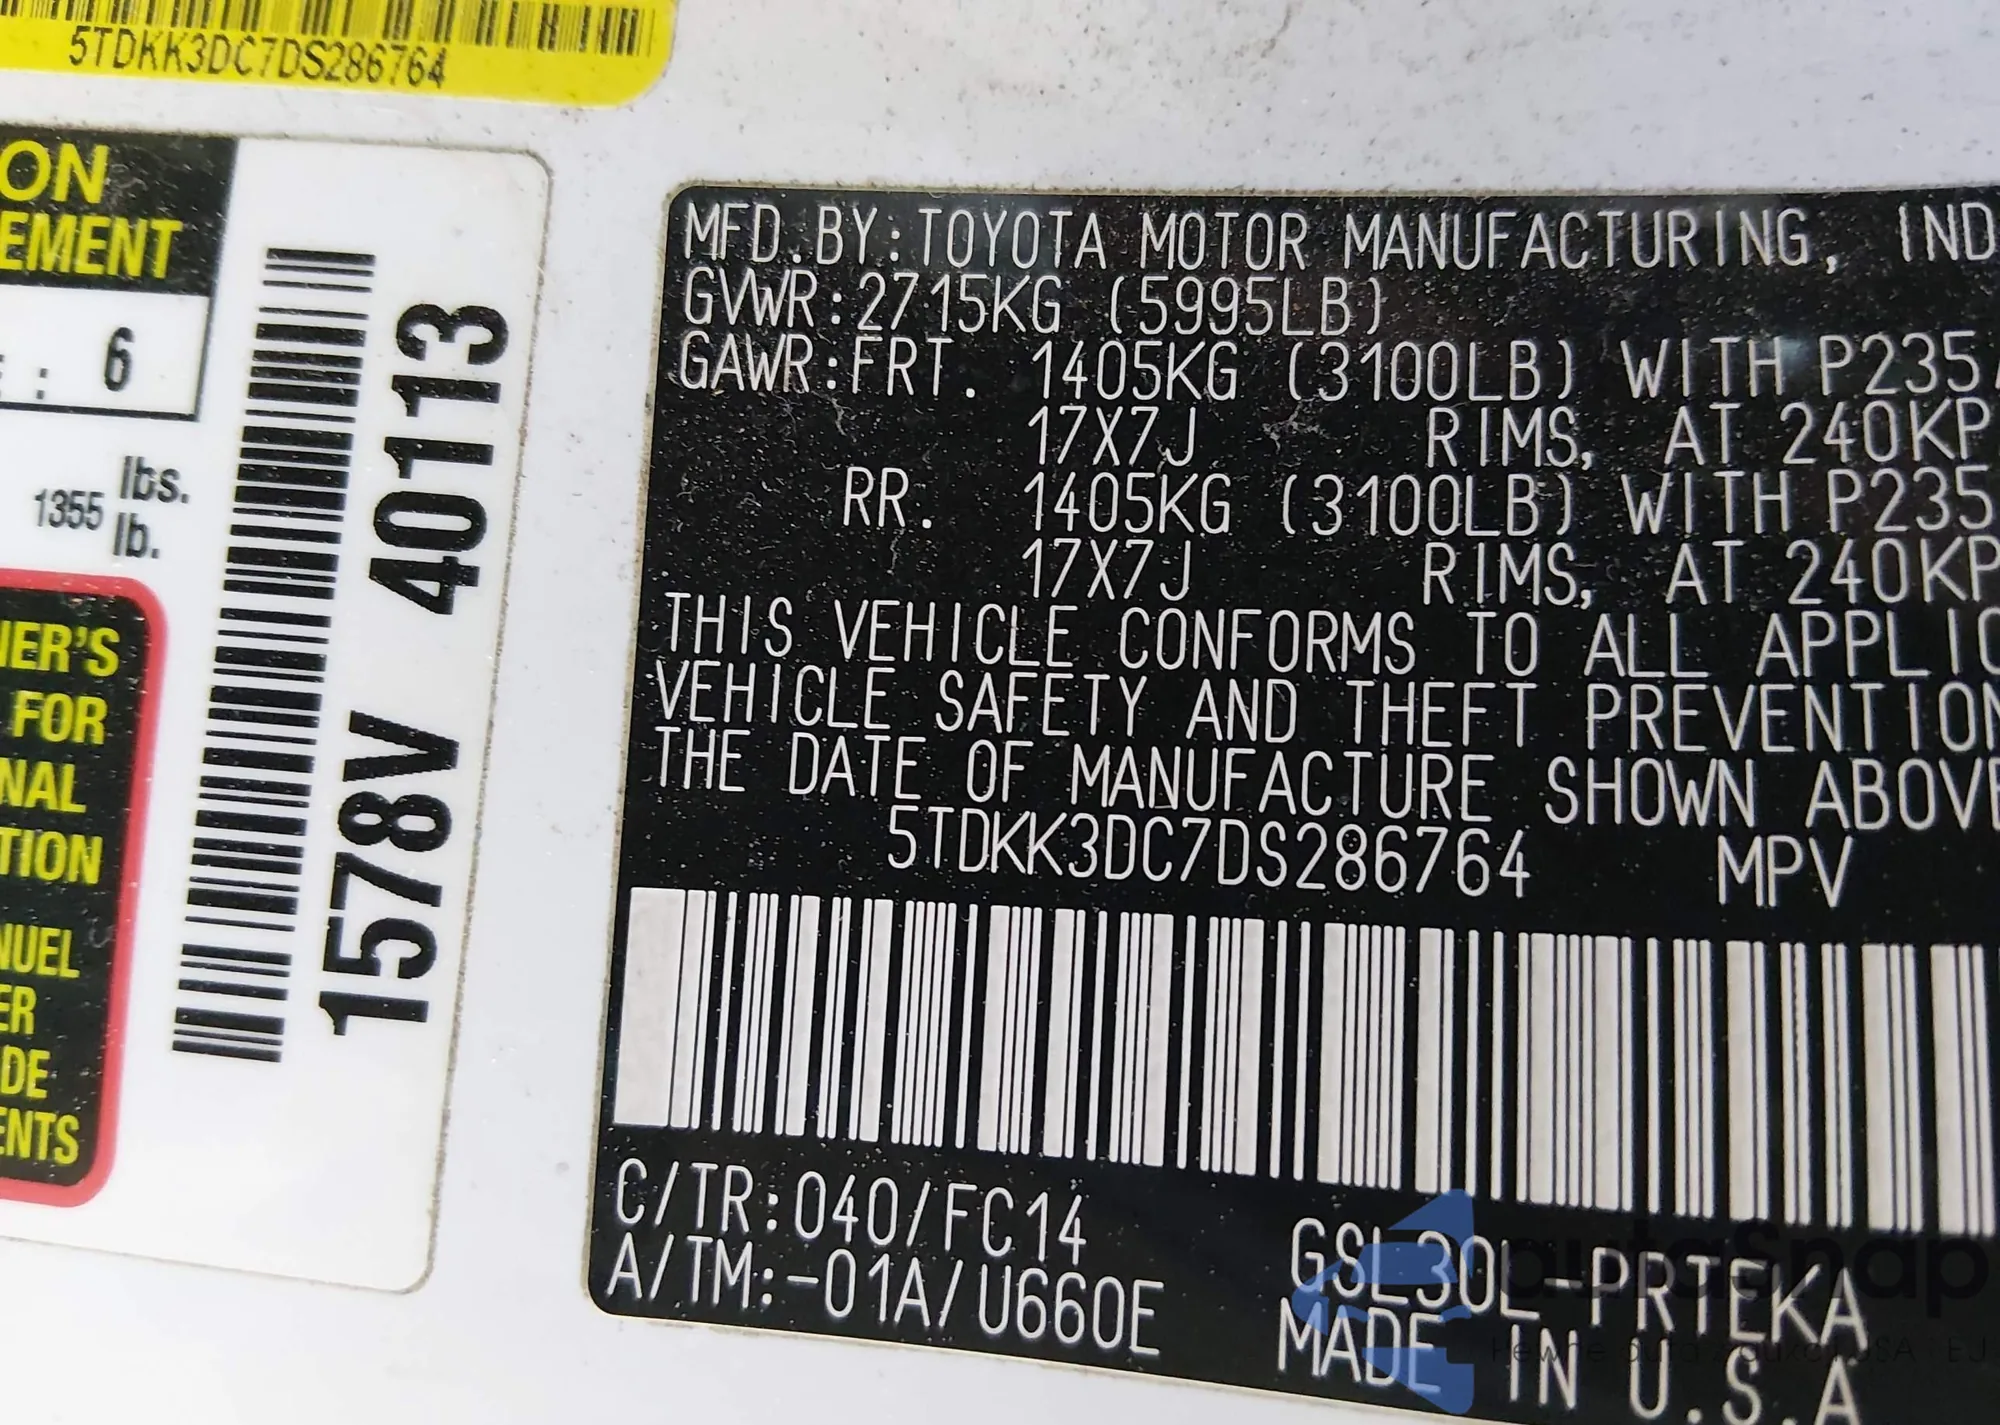 5TDKK3DC7DS286764
ON
EMENT
: 6
1355 lbs.
lb.
NER'S
FOR
NAL
TION
NUEL
ER
DE
ENTS
1578V 40113
MFD.BY:TOYOTA MOTOR MANUFACTURING, IND
GVWR:2715KG (5995LB)
GAWR:FRT. 1405KG (3100LB) WITH P235/
17X7J RIMS, AT 240KP
RR. 1405KG (3100LB) WITH P235
17X7J RIMS, AT 240KP
THIS VEHICLE CONFORMS TO ALL APPLIC
VEHICLE SAFETY AND THEFT PREVENTION
THE DATE OF MANUFACTURE SHOWN ABOVE
5TDKK3DC7DS286764 MPV
C/TR:040/FC14
A/TM:-01A/U660E
GSL30L-PRTEKA
MADE IN U.S.A
autasnap